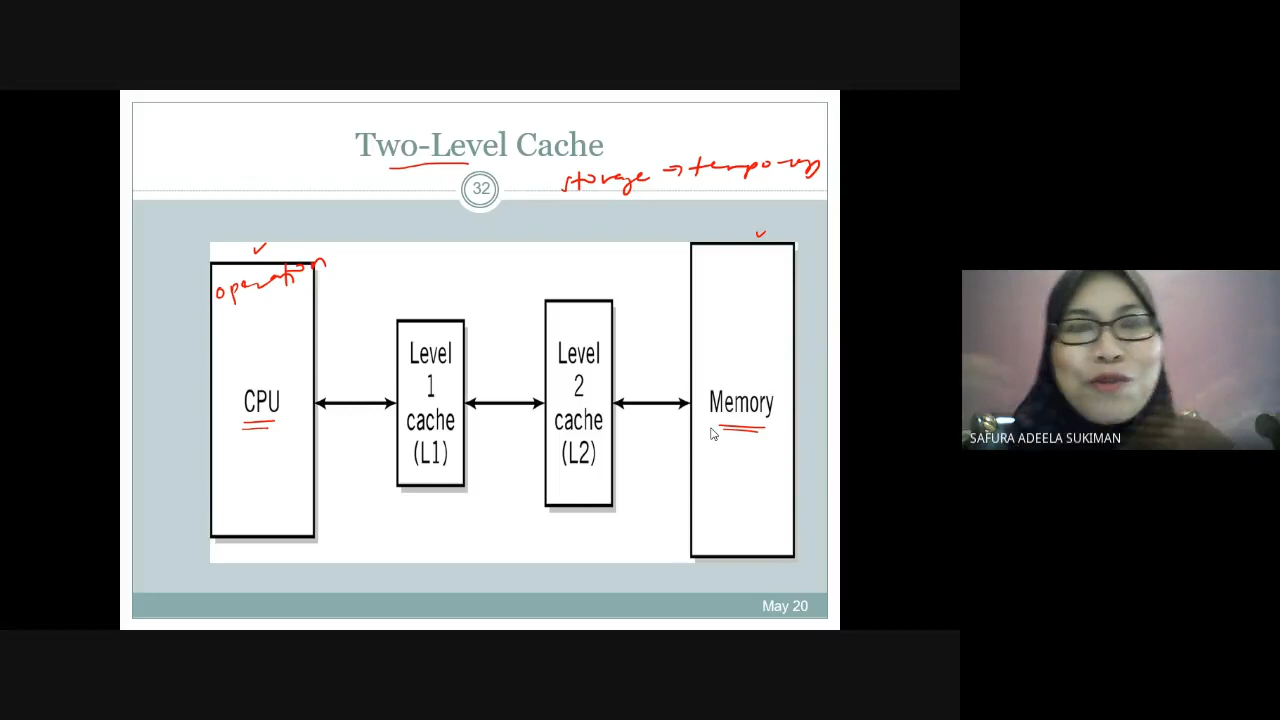 Two-Level Cache
storage → temporary
32
operation
CPU
Level
1
cache
(L1)
Level
2
cache
(L2)
Memory
SAFURA ADEELA SUKIMAN
May 20